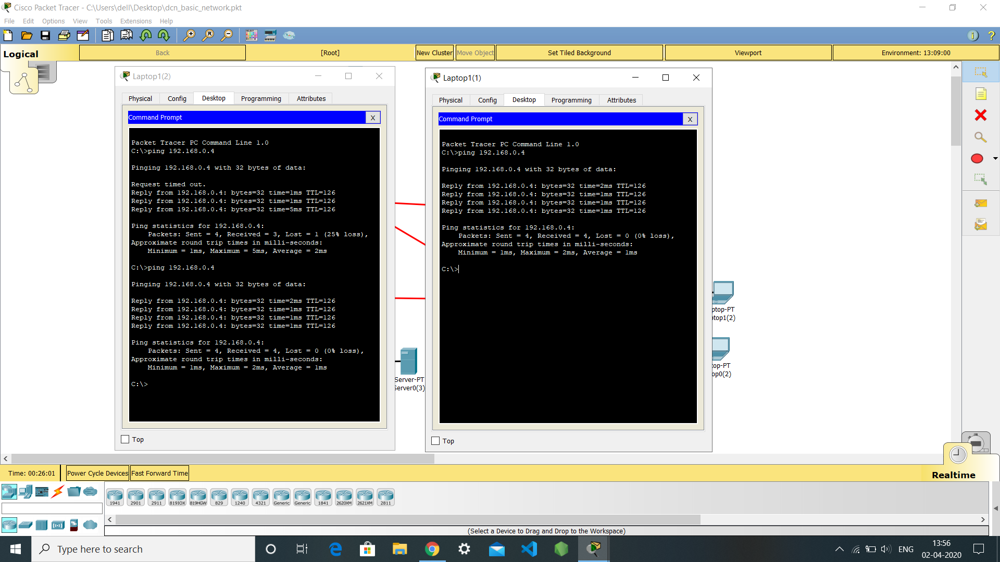 Cisco Packet Tracer - C:\Users\dell\Desktop\dcn_basic_network.pkt
File Edit Options View Tools Extensions Help
Logical
Back
[Root]
New Cluster
Move Object
Set Tiled Background
Viewport
Environment: 13:09:00
Laptop1(2)
Physical Config Desktop Programming Attributes
Command Prompt
X
Packet Tracer PC Command Line 1.0
C:\>ping 192.168.0.4
Pinging 192.168.0.4 with 32 bytes of data:
Request timed out.
Reply from 192.168.0.4: bytes=32 time=1ms TTL=126
Reply from 192.168.0.4: bytes=32 time=1ms TTL=126
Reply from 192.168.0.4: bytes=32 time=5ms TTL=126
Ping statistics for 192.168.0.4:
Packets: Sent = 4, Received = 3, Lost = 1 (25% loss),
Approximate round trip times in milli-seconds:
Minimum = 1ms, Maximum = 5ms, Average = 2ms
C:\>ping 192.168.0.4
Pinging 192.168.0.4 with 32 bytes of data:
Reply from 192.168.0.4: bytes=32 time=2ms TTL=126
Reply from 192.168.0.4: bytes=32 time=1ms TTL=126
Reply from 192.168.0.4: bytes=32 time=1ms TTL=126
Reply from 192.168.0.4: bytes=32 time=1ms TTL=126
Ping statistics for 192.168.0.4:
Packets: Sent = 4, Received = 4, Lost = 0 (0% loss),
Approximate round trip times in milli-seconds:
Minimum = 1ms, Maximum = 2ms, Average = 1ms
C:\>
Top
Laptop1(1)
Physical Config Desktop Programming Attributes
Command Prompt
X
Packet Tracer PC Command Line 1.0
C:\>ping 192.168.0.4
Pinging 192.168.0.4 with 32 bytes of data:
Reply from 192.168.0.4: bytes=32 time=2ms TTL=126
Reply from 192.168.0.4: bytes=32 time=1ms TTL=126
Reply from 192.168.0.4: bytes=32 time=1ms TTL=126
Reply from 192.168.0.4: bytes=32 time=1ms TTL=126
Ping statistics for 192.168.0.4:
Packets: Sent = 4, Received = 4, Lost = 0 (0% loss),
Approximate round trip times in milli-seconds:
Minimum = 1ms, Maximum = 2ms, Average = 1ms
C:\>
Top
Server-PT
Server0(3)
ptop-PT
ptop1(2)
top-PT
op0(2)
Time: 00:26:01
Power Cycle Devices
Fast Forward Time
Realtime
1941 2901 2911 819IOX 819HGW 829 1240 4321 Generic Generic 1841 2620XM 2621XM 2811
(Select a Device to Drag and Drop to the Workspace)
Type here to search
ENG
13:56
02-04-2020